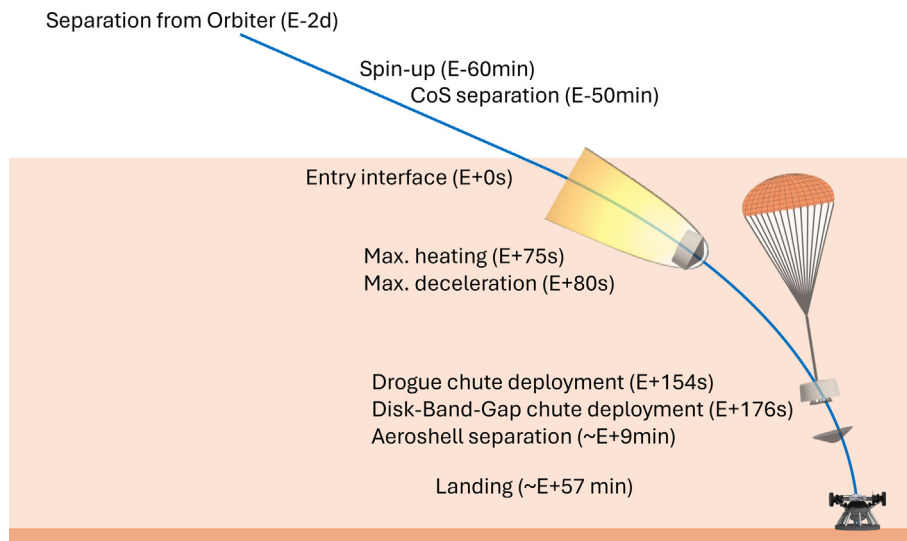 Separation from Orbiter (E-2d)
Spin-up (E-60min)
CoS separation (E-50min)
Entry interface (E+0s)
Max. heating (E+75s)
Max. deceleration (E+80s)
Drogue chute deployment (E+154s)
Disk-Band-Gap chute deployment (E+176s)
Aeroshell separation (~E+9min)
Landing (~E+57 min)